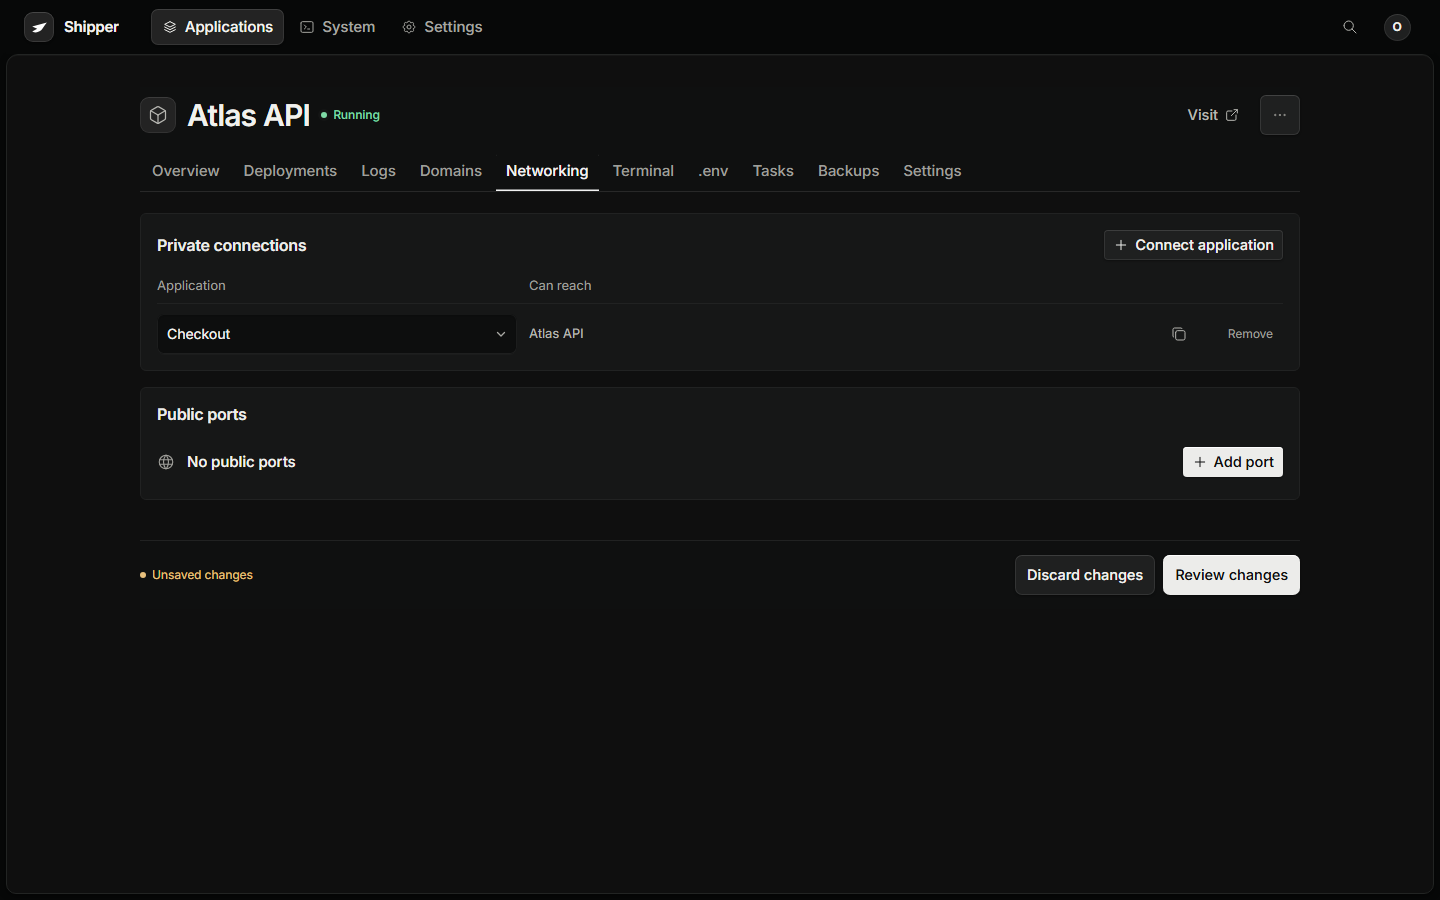 Shipper
Applications
System
Settings
O
Atlas API
Running
Visit
Overview
Deployments
Logs
Domains
Networking
Terminal
.env
Tasks
Backups
Settings
Private connections
Connect application
Application
Can reach
Checkout
Atlas API
Remove
Public ports
No public ports
Add port
Unsaved changes
Discard changes
Review changes